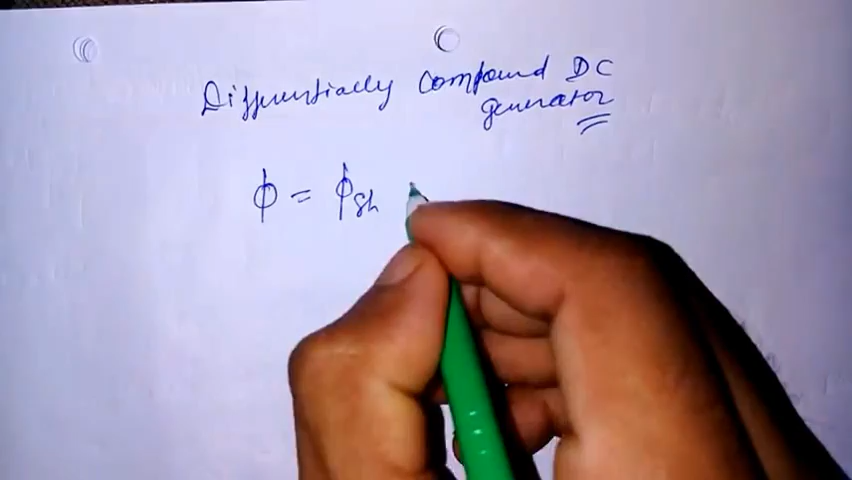 Differentially Compound DC
generator
ϕ = ϕsh